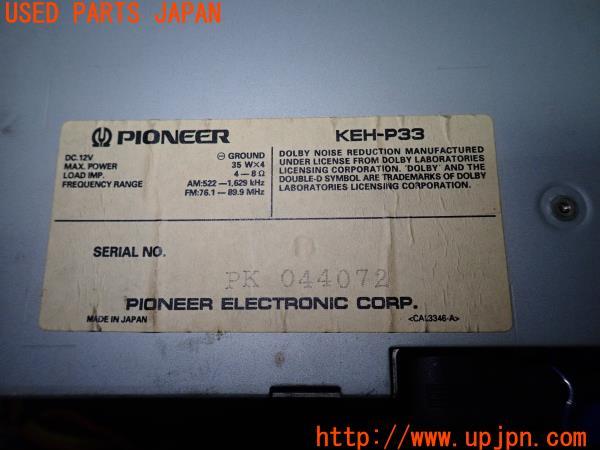 USED PARTS JAPAN
PIONEER KEH-P33
DC.12V ⊖ GROUND
MAX. POWER 35 W×4
LOAD IMP. 4 — 8 Ω
FREQUENCY RANGE AM:522 — 1,629 kHz
FM:76.1 — 89.9 MHz
DOLBY NOISE REDUCTION MANUFACTURED
UNDER LICENSE FROM DOLBY LABORATORIES
LICENSING CORPORATION. 'DOLBY' AND THE
DOUBLE-D SYMBOL ARE TRADEMARKS OF DOLBY
LABORATORIES LICENSING CORPORATION.
SERIAL NO.
PK 044072
PIONEER ELECTRONIC CORP.
MADE IN JAPAN <CAL3346-A>
http://www.upjpn.com/